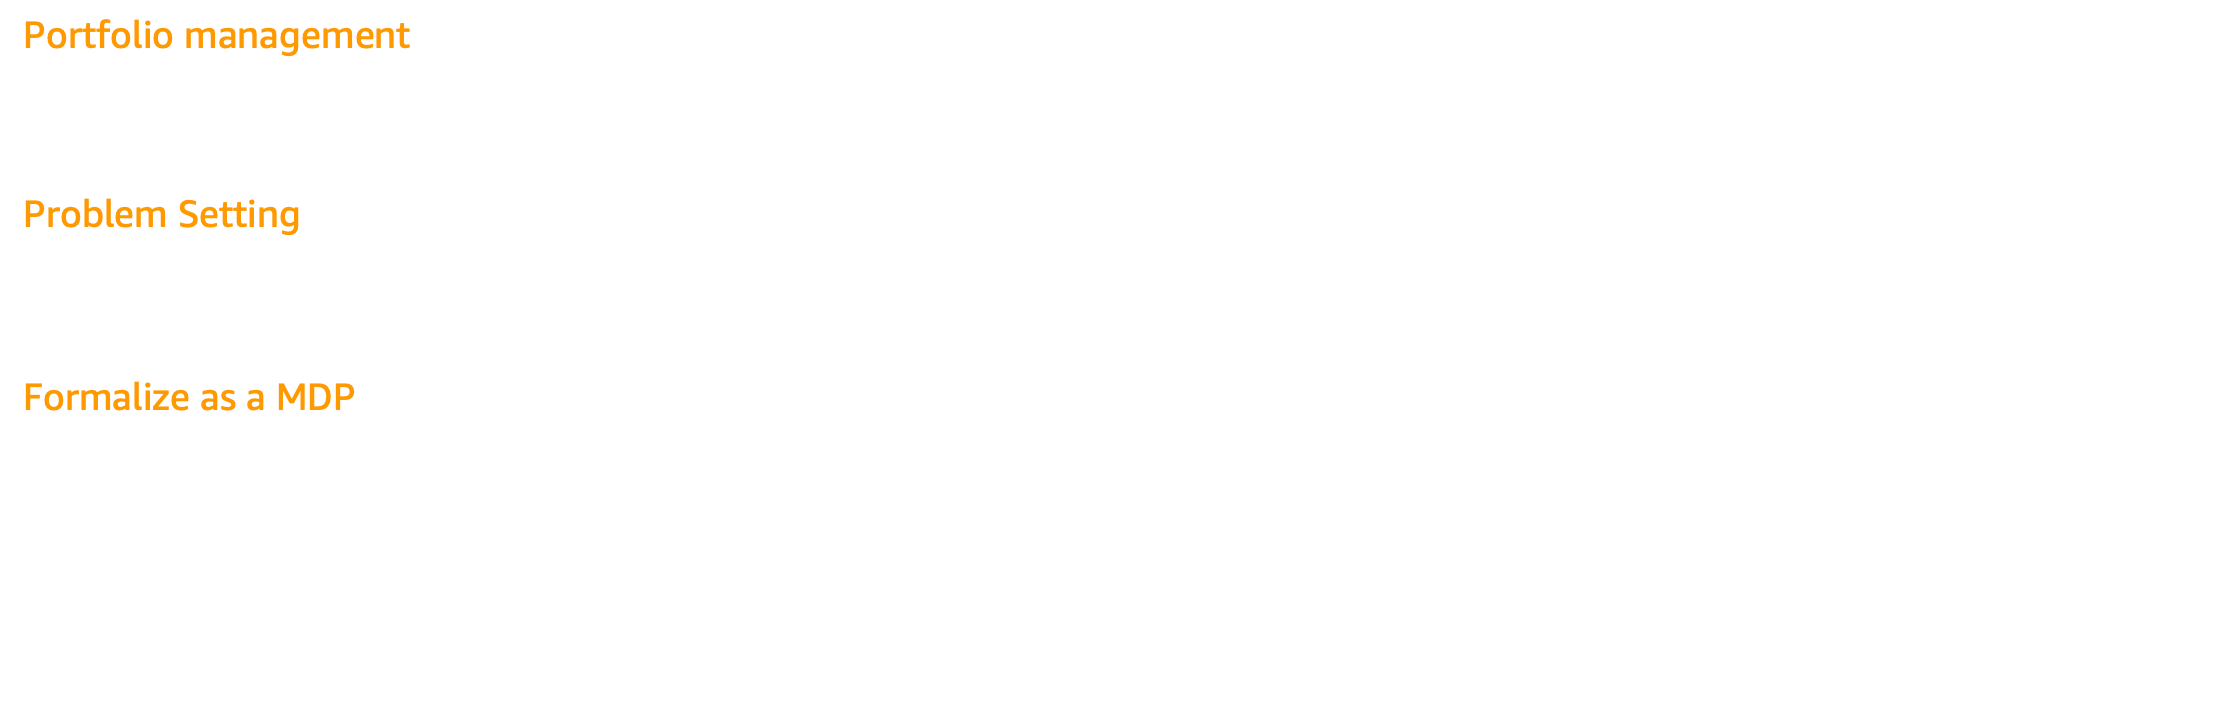 Portfolio management
Problem Setting
Formalize as a MDP